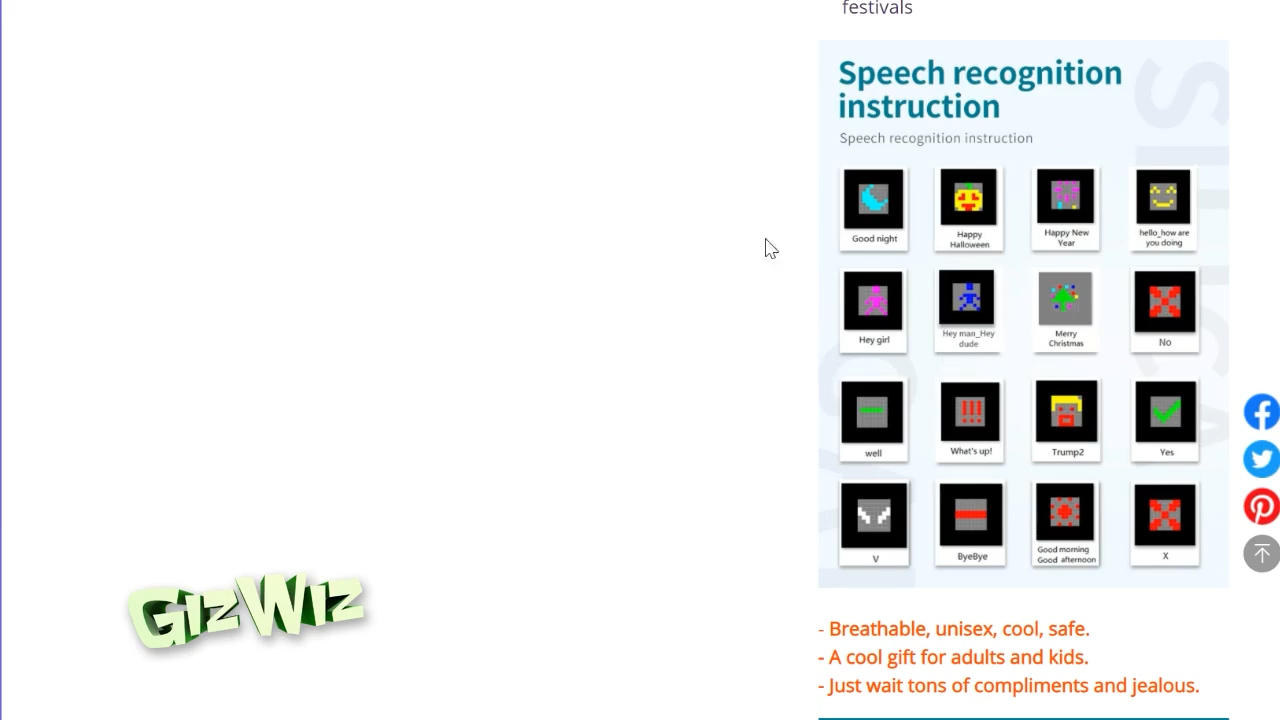 festivals
Speech recognition
instruction
Speech recognition instruction
Good night
Happy
Halloween
Happy New
Year
hello_how are
you doing
Hey girl
Hey man_Hey
dude
Merry
Christmas
No
well
What's up!
Trump2
Yes
V
ByeBye
Good morning
Good afternoon
X
GIZWIZ
- Breathable, unisex, cool, safe.
- A cool gift for adults and kids.
- Just wait tons of compliments and jealous.